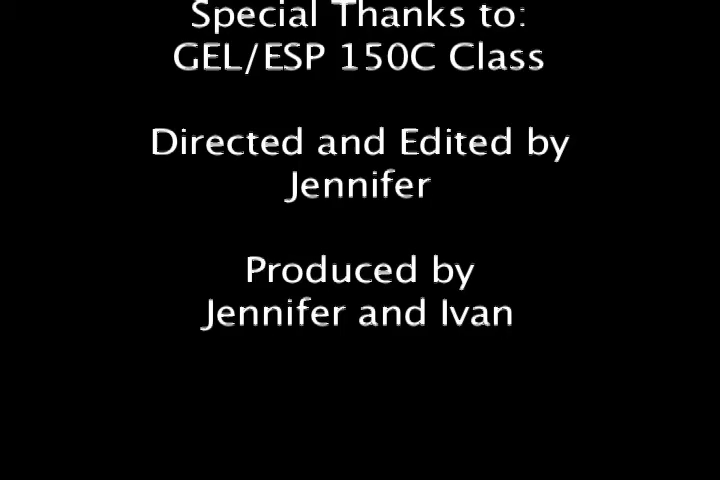 Special Thanks to:
GEL/ESP 150C Class
Directed and Edited by
Jennifer
Produced by
Jennifer and Ivan